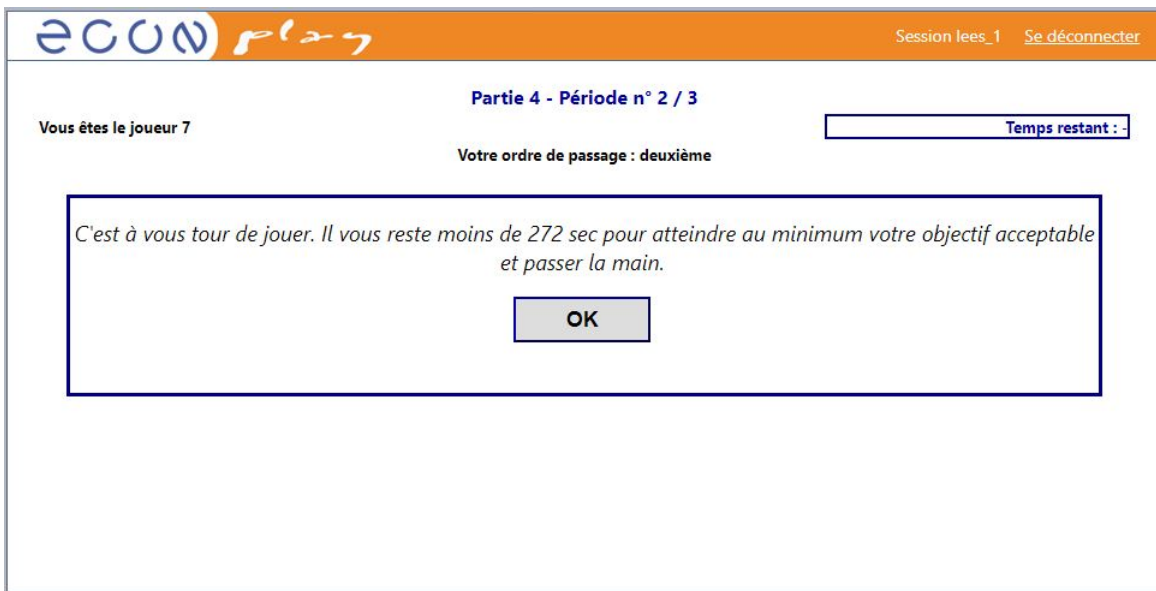 econ play
Session lees_1 Se déconnecter
Partie 4 - Période n° 2 / 3
Vous êtes le joueur 7
Temps restant : -
Votre ordre de passage : deuxième
C'est à vous tour de jouer. Il vous reste moins de 272 sec pour atteindre au minimum votre objectif acceptable
et passer la main.
OK